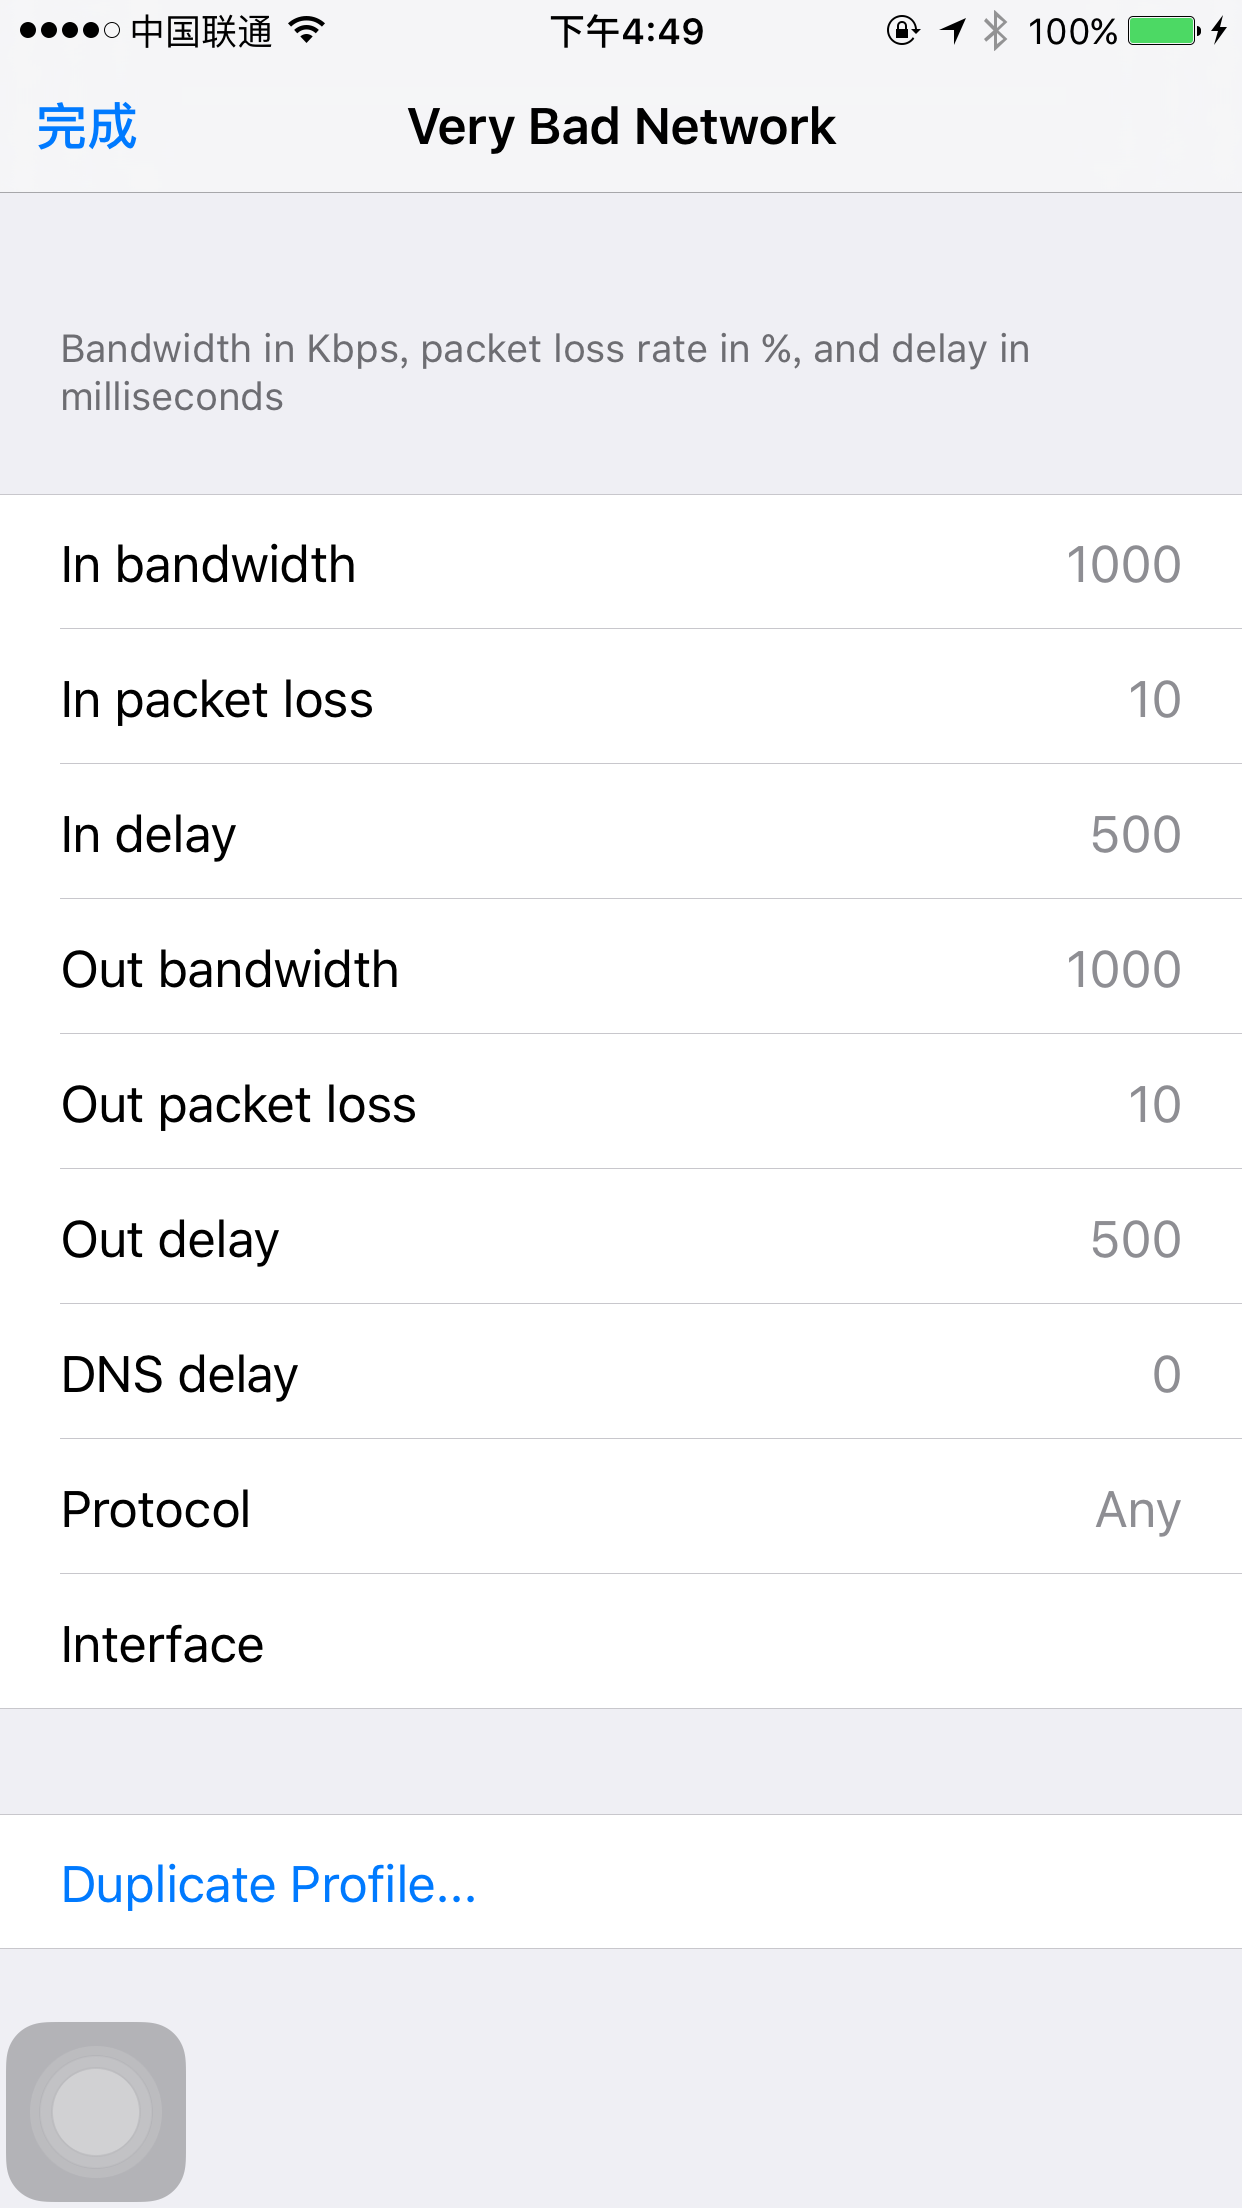 中国联通 下午4:49 100%
完成 Very Bad Network
Bandwidth in Kbps, packet loss rate in %, and delay in
milliseconds
In bandwidth 1000
In packet loss 10
In delay 500
Out bandwidth 1000
Out packet loss 10
Out delay 500
DNS delay 0
Protocol Any
Interface
Duplicate Profile...